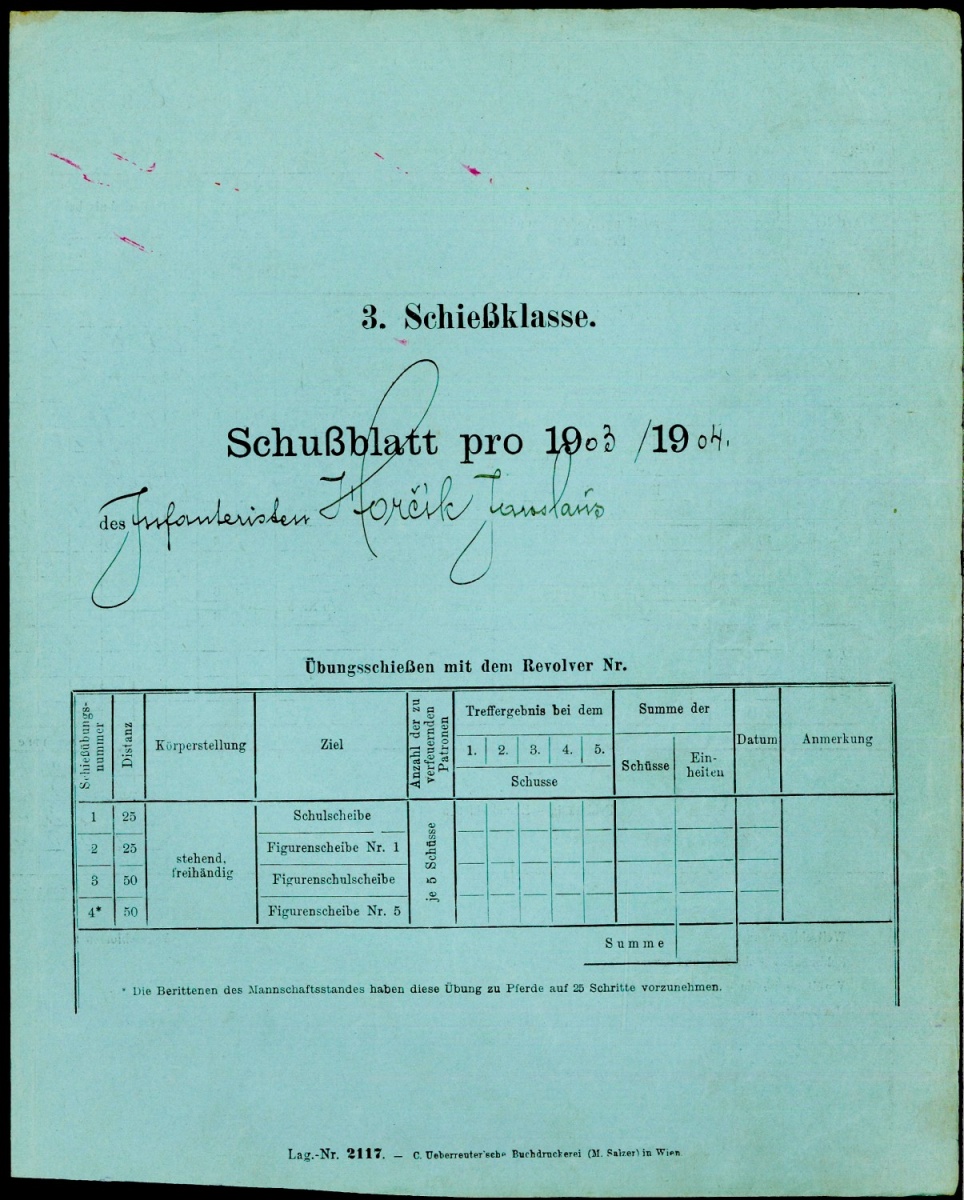 3. Schießklasse.
Schußblatt pro 1903/1904.
des Infanteristen Horčik Jaroslaus
Übungsschießen mit dem Revolver Nr.
Schießübungs-
nummer
Distanz
Körperstellung
Ziel
Anzahl der zu
verfeuernden
Patronen
Treffergebnis bei dem
1. 2. 3. 4. 5.
Schusse
Summe der
Schüsse
Ein-
heiten
Datum
Anmerkung
1 25 Schulscheibe
2 25 Figurenscheibe Nr. 1
stehend,
freihändig
je 5 Schüsse
3 50 Figurenschulscheibe
4* 50 Figurenscheibe Nr. 5
Summe
* Die Berittenen des Mannschaftsstandes haben diese Übung zu Pferde auf 25 Schritte vorzunehmen.
Lag.-Nr. 2117. — C. Ueberreuter'sche Buchdruckerei (M. Salzer) in Wien